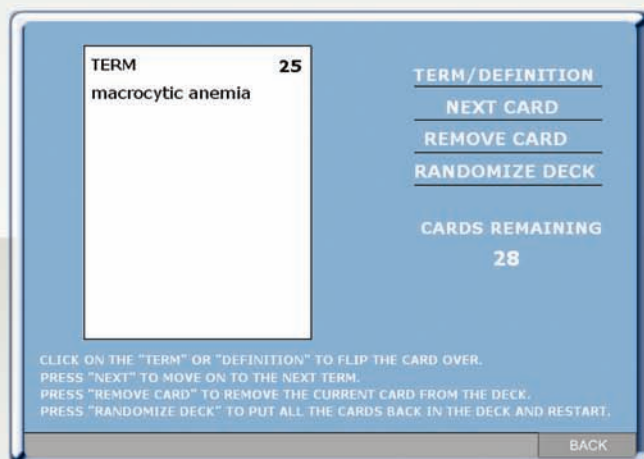 TERM 25
macrocytic anemia
TERM/DEFINITION
NEXT CARD
REMOVE CARD
RANDOMIZE DECK
CARDS REMAINING
28
CLICK ON THE "TERM" OR "DEFINITION" TO FLIP THE CARD OVER.
PRESS "NEXT" TO MOVE ON TO THE NEXT TERM.
PRESS "REMOVE CARD" TO REMOVE THE CURRENT CARD FROM THE DECK.
PRESS "RANDOMIZE DECK" TO PUT ALL THE CARDS BACK IN THE DECK AND RESTART.
BACK